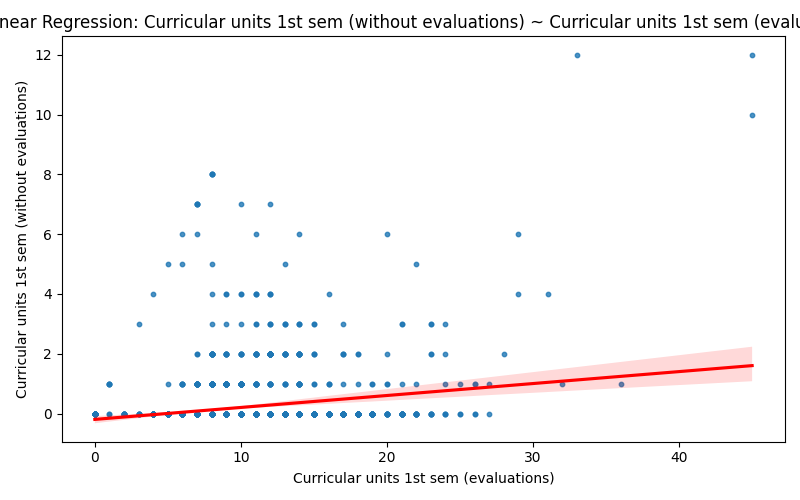 near Regression: Curricular units 1st sem (without evaluations) ~ Curricular units 1st sem (evalu
Curricular units 1st sem (without evaluations)
12
10
8
6
4
2
0
0 10 20 30 40
Curricular units 1st sem (evaluations)